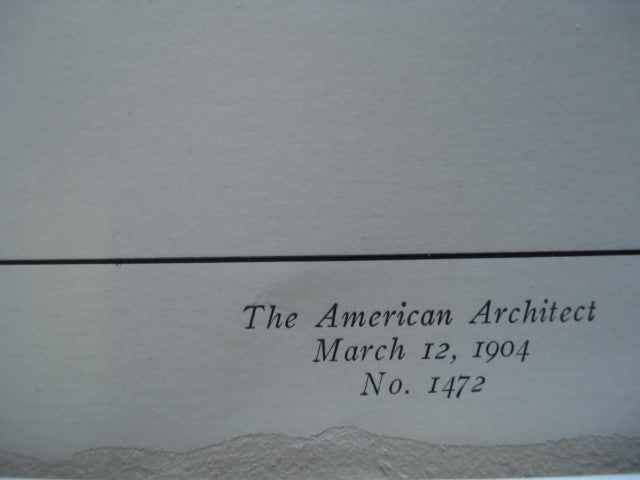 The American Architect
March 12, 1904
No. 1472